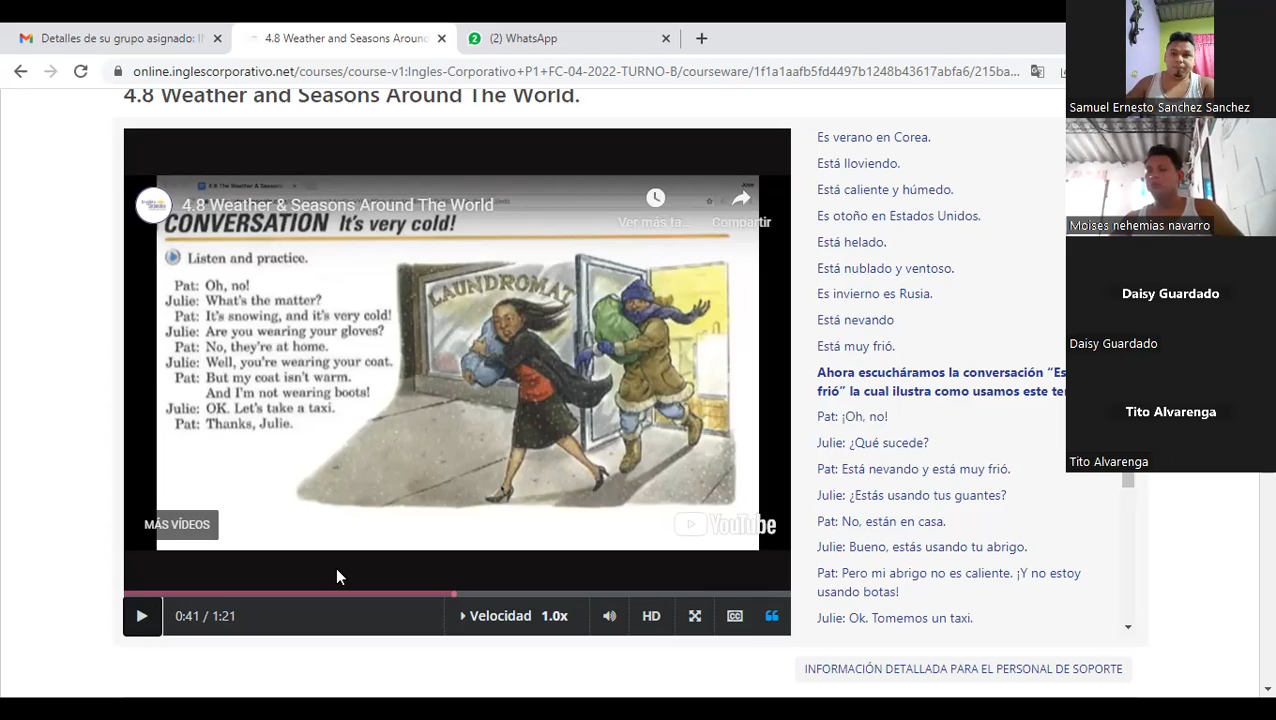 Detalles de su grupo asignado: I
4.8 Weather and Seasons Aroun
(2) WhatsApp
online.inglescorporativo.net/courses/course-v1:Ingles-Corporativo+P1+FC-04-2022-TURNO-B/courseware/1f1a1aafb5fd4497b1248b43617abfa6/215ba...
4.8 Weather and Seasons Around The World.
4.8 Weather & Seasons Around The World
Ver más ta...
Compartir
CONVERSATION It's very cold!
Listen and practice.
Pat: Oh, no!
Julie: What's the matter?
Pat: It's snowing, and it's very cold!
Julie: Are you wearing your gloves?
Pat: No, they're at home.
Julie: Well, you're wearing your coat.
Pat: But my coat isn't warm.
And I'm not wearing boots!
Julie: OK. Let's take a taxi.
Pat: Thanks, Julie.
LAUNDROMAT
MÁS VÍDEOS
YouTube
0:41 / 1:21
Velocidad 1.0x
HD
CC
Es verano en Corea.
Está lloviendo.
Está caliente y húmedo.
Es otoño en Estados Unidos.
Está helado.
Está nublado y ventoso.
Es invierno es Rusia.
Está nevando
Está muy frió.
Ahora escucháramos la conversación “Es
frió” la cual ilustra como usamos este te
Pat: ¡Oh, no!
Julie: ¿Qué sucede?
Pat: Está nevando y está muy frió.
Julie: ¿Estás usando tus guantes?
Pat: No, están en casa.
Julie: Bueno, estás usando tu abrigo.
Pat: Pero mi abrigo no es caliente. ¡Y no estoy
usando botas!
Julie: Ok. Tomemos un taxi.
INFORMACIÓN DETALLADA PARA EL PERSONAL DE SOPORTE
Samuel Ernesto Sanchez Sanchez
Moises nehemias navarro
Daisy Guardado
Daisy Guardado
Tito Alvarenga
Tito Alvarenga